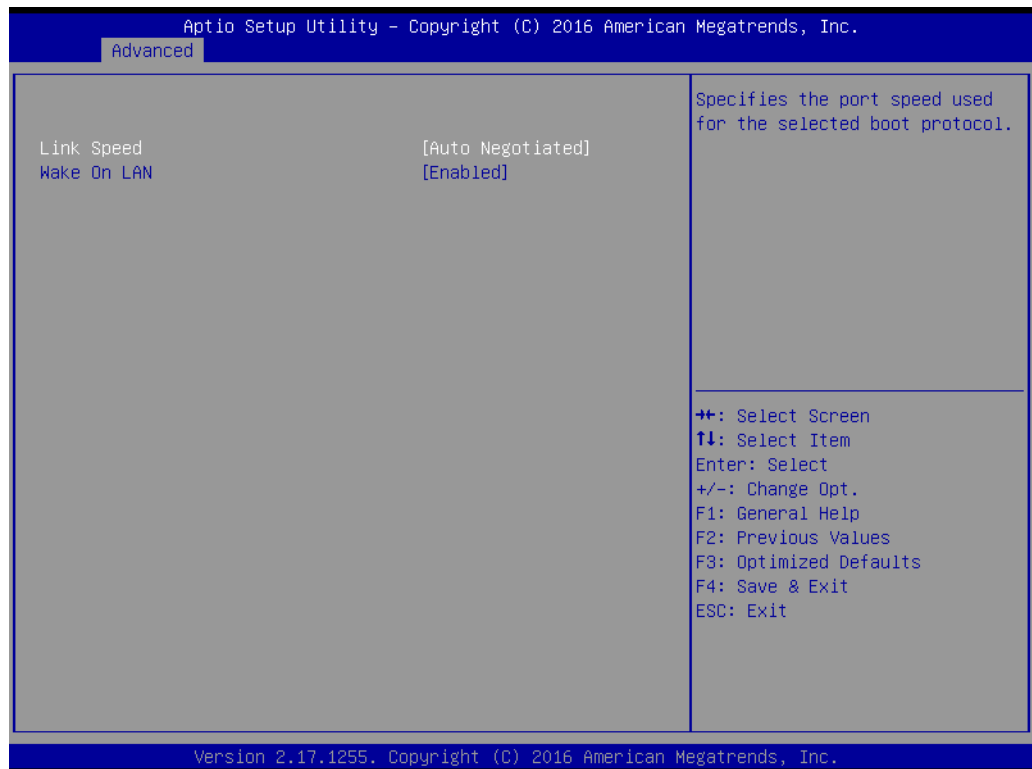 Aptio Setup Utility – Copyright (C) 2016 American Megatrends, Inc.
Advanced
Link Speed [Auto Negotiated]
Wake On LAN [Enabled]
Specifies the port speed used
for the selected boot protocol.
→←: Select Screen
↑↓: Select Item
Enter: Select
+/-: Change Opt.
F1: General Help
F2: Previous Values
F3: Optimized Defaults
F4: Save & Exit
ESC: Exit
Version 2.17.1255. Copyright (C) 2016 American Megatrends, Inc.